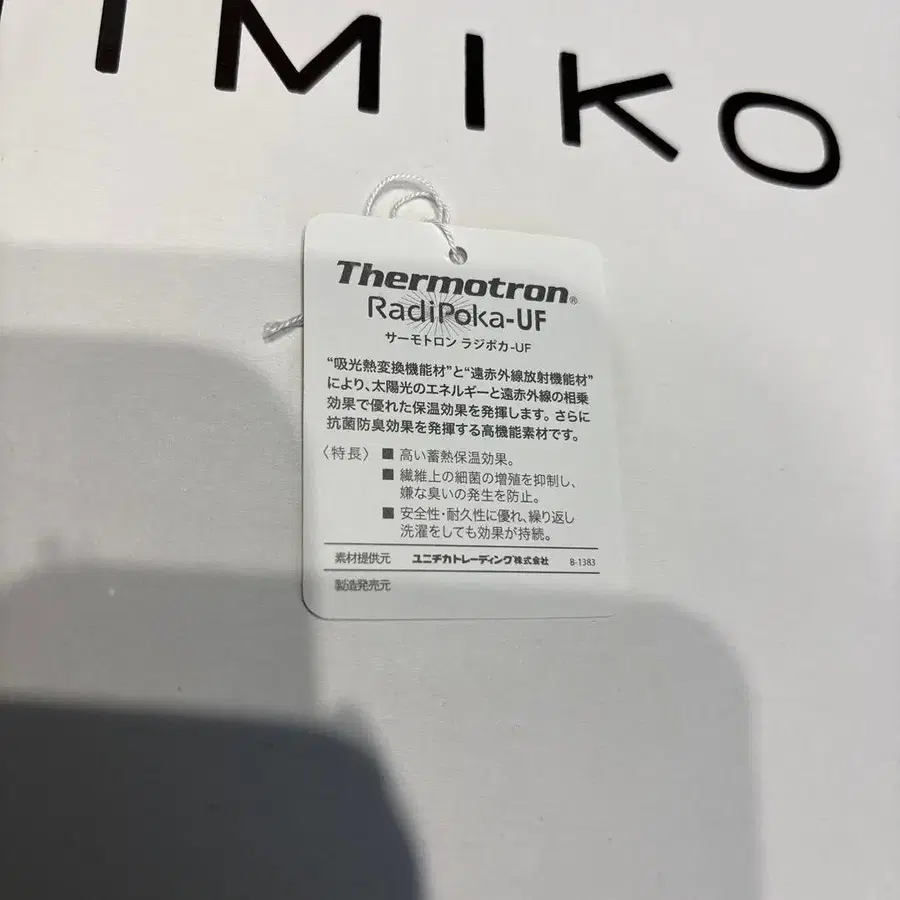 IMIKO
Thermotron®
RadiPoka-UF
サーモトロン ラジポカ-UF
“吸光熱変換機能材”と“遠赤外線放射機能材”
により、太陽光のエネルギーと遠赤外線の相乗
効果で優れた保温効果を発揮します。さらに
抗菌防臭効果を発揮する高機能素材です。
〈特長〉 ■ 高い蓄熱保温効果。
■ 繊維上の細菌の増殖を抑制し、
嫌な臭いの発生を防止。
■ 安全性・耐久性に優れ、繰り返し
洗濯をしても効果が持続。
素材提供元 ユニチカトレーディング株式会社 B-1383
製造発売元